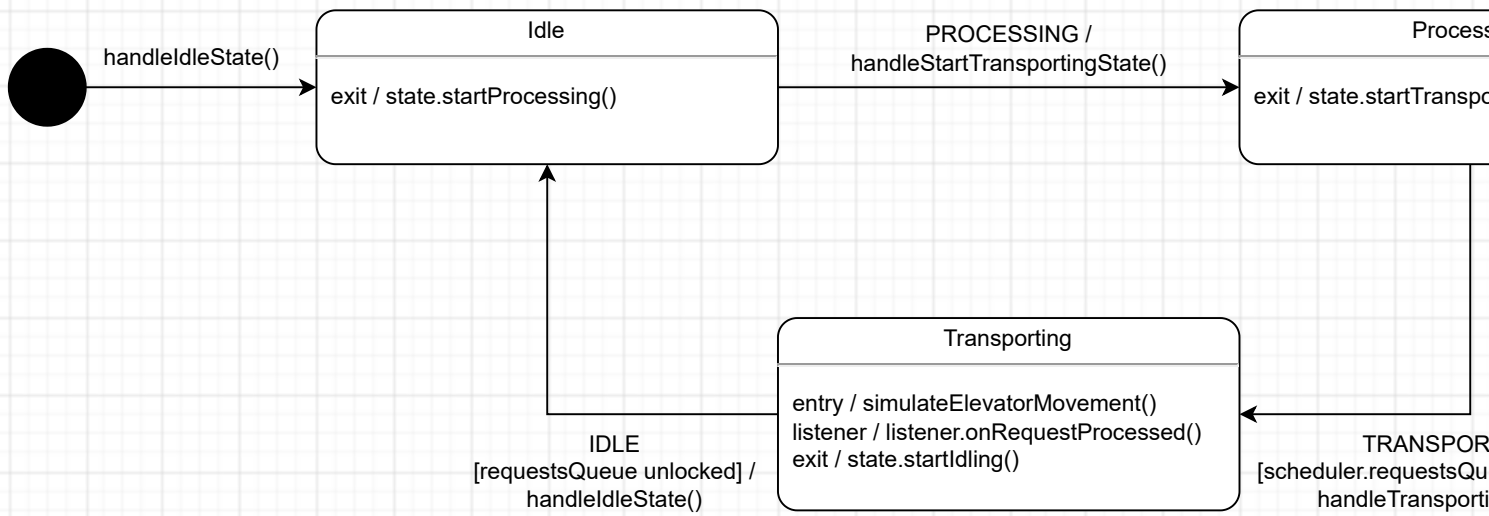 handleIdleState()
Idle
exit / state.startProcessing()
PROCESSING /
handleStartTransportingState()
exit /
Transporting
entry / simulateElevatorMovement()
listener / listener.onRequestProcessed()
exit / state.startIdling()
IDLE
[requestsQueue unlocked] /
handleIdleState()